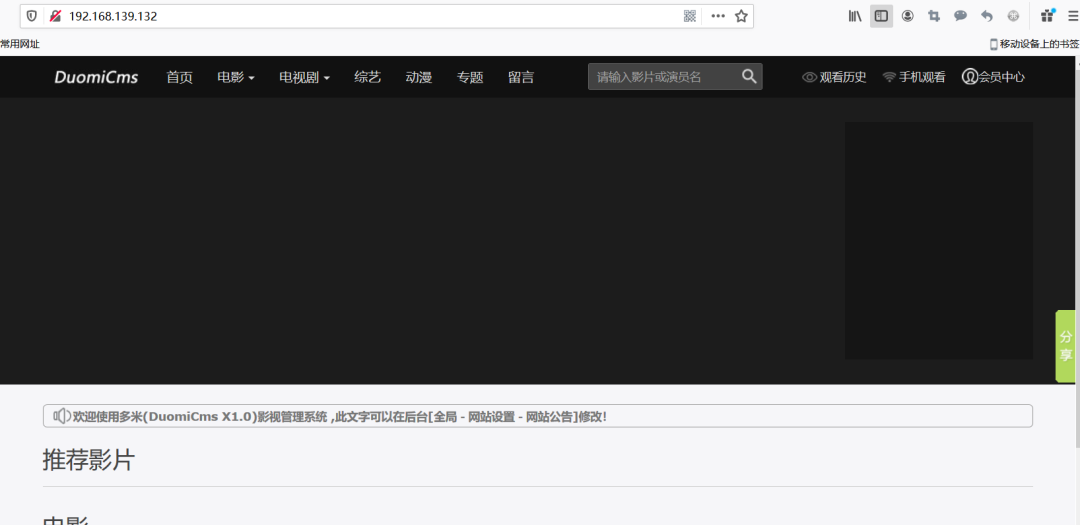 192.168.139.132
常用网址
移动设备上的书签
DuomiCms 首页 电影 电视剧 综艺 动漫 专题 留言 请输入影片或演员名 观看历史 手机观看 会员中心
分
享
欢迎使用多米(DuomiCms X1.0)影视管理系统 ,此文字可以在后台[全局 - 网站设置 - 网站公告]修改!
推荐影片
电影